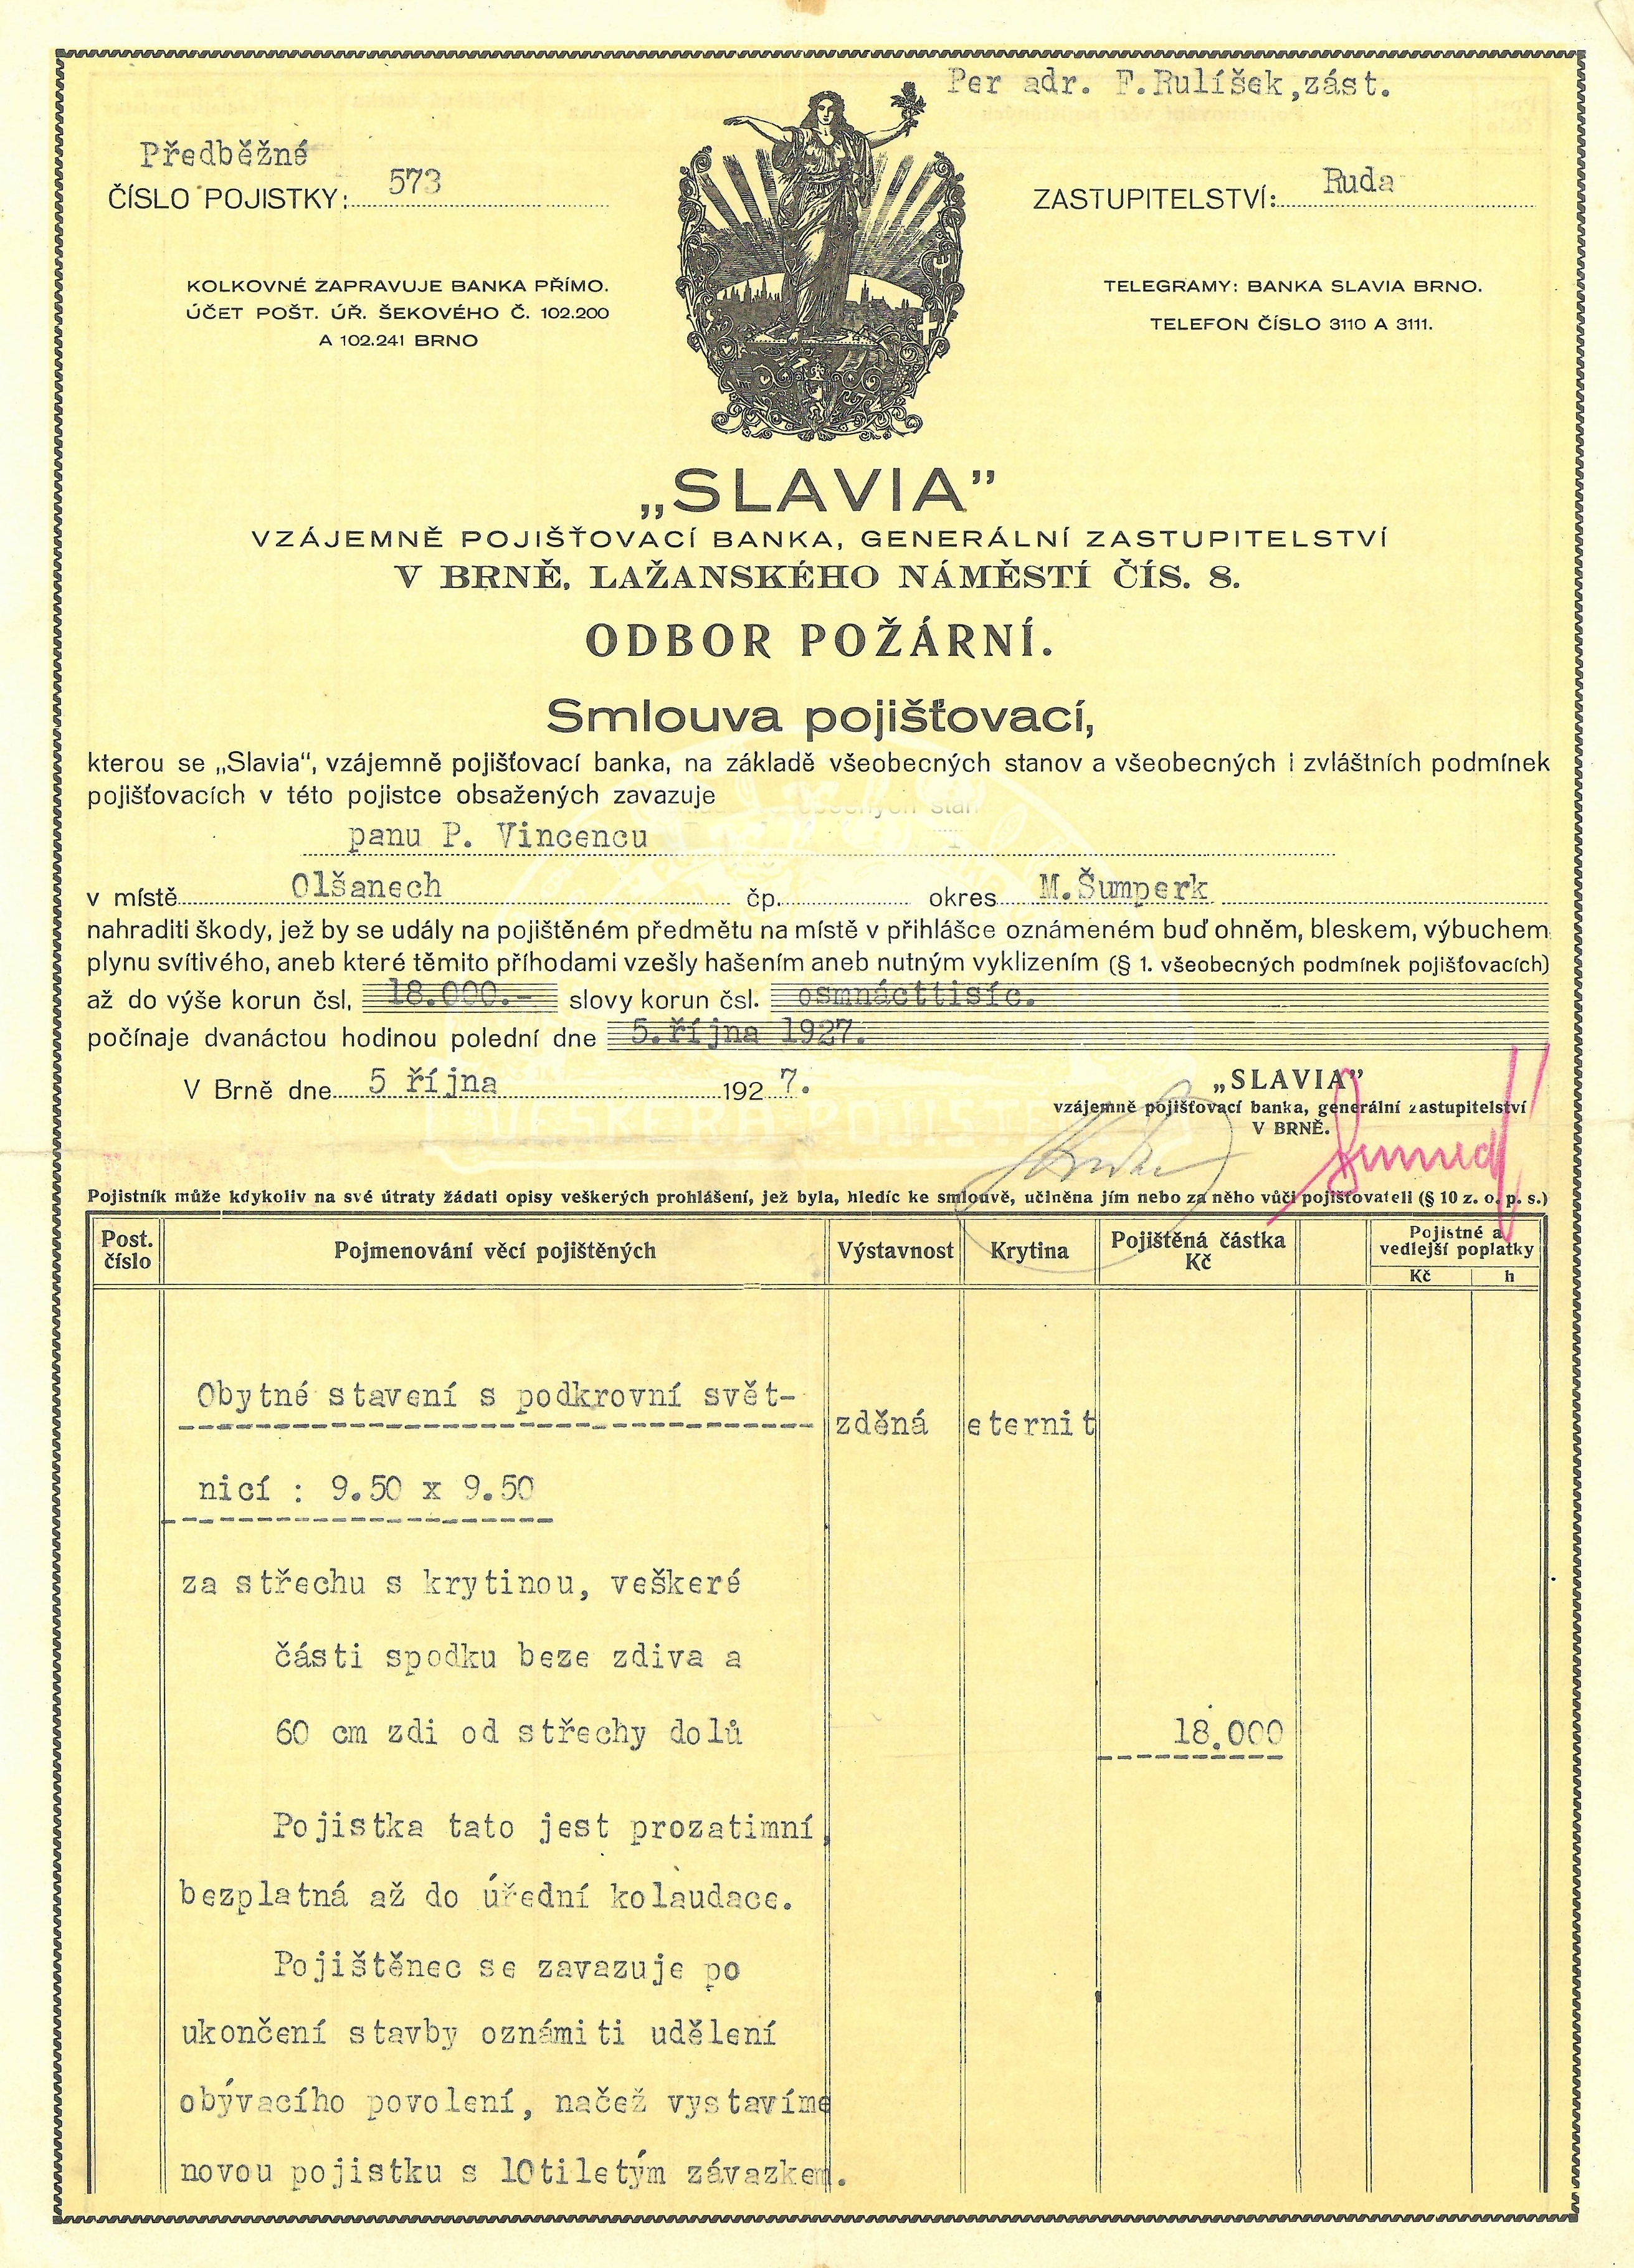 Per adr. F.Rulíšek,zást.
Předběžné
ČÍSLO POJISTKY: 573
ZASTUPITELSTVÍ: Ruda
KOLKOVNÉ ZAPRAVUJE BANKA PŘÍMO.
ÚČET POŠT. ÚŘ. ŠEKOVÉHO Č. 102.200
A 102.241 BRNO
TELEGRAMY: BANKA SLAVIA BRNO.
TELEFON ČÍSLO 3110 A 3111.
„SLAVIA”
VZÁJEMNĚ POJIŠŤOVACÍ BANKA, GENERÁLNÍ ZASTUPITELSTVÍ
V BRNĚ, LAŽANSKÉHO NÁMĚSTÍ ČÍS. 8.
ODBOR POŽÁRNÍ.
Smlouva pojišťovací,
kterou se „Slavia“, vzájemně pojišťovací banka, na základě všeobecných stanov a všeobecných i zvláštních podmínek
pojišťovacích v této pojistce obsažených zavazuje
panu P. Vincencu
v místě Olšanech čp. okres M.Šumperk
nahraditi škody, jež by se udály na pojištěném předmětu na místě v přihlášce oznámeném buď ohněm, bleskem, výbuchem
plynu svítivého, aneb které těmito příhodami vzešly hašením aneb nutným vyklizením (§ 1. všeobecných podmínek pojišťovacích)
až do výše korun čsl. 18.000.- slovy korun čsl. osmnácttisíc.
počínaje dvanáctou hodinou polední dne 5.října 1927.
V Brně dne 5 října 1927.
„SLAVIA”
vzájemně pojišťovací banka, generální zastupitelství
V BRNĚ.
Pojistník může kdykoliv na své útraty žádati opisy veškerých prohlášení, jež byla, hledíc ke smlouvě, učiněna jím nebo za něho vůči pojišťovateli (§ 10 z. o. p. s.)
Post. číslo
Pojmenování věcí pojištěných
Výstavnost
Krytina
Pojištěná částka Kč
Pojistné a vedlejší poplatky
Kč h
Obytné stavení s podkrovní svět-
zděná eternit
nicí : 9.50 x 9.50
za střechu s krytinou, veškeré
části spodku beze zdiva a
60 cm zdi od střechy dolů 18.000
Pojistka tato jest prozatimní,
bezplatná až do úřední kolaudace.
Pojištěnec se zavazuje po
ukončení stavby oznámiti udělení
obývacího povolení, načež vystavíme
novou pojistku s 10tiletým závazkem.